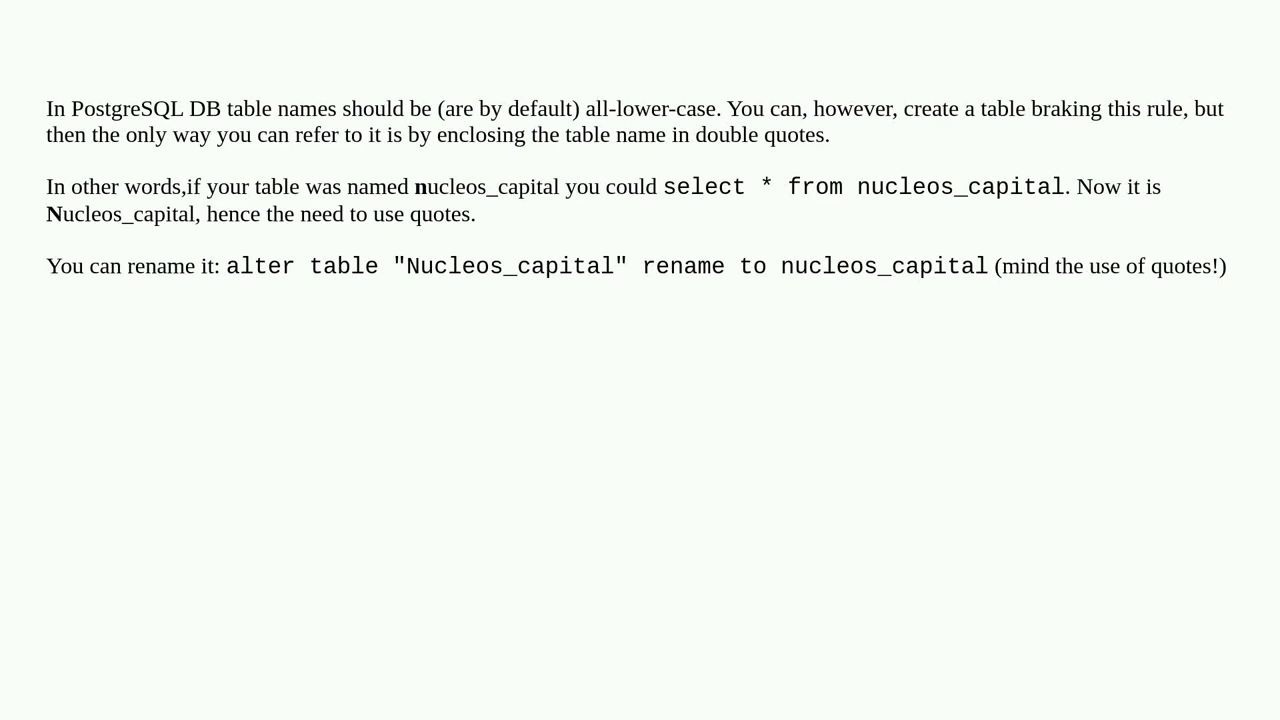 In PostgreSQL DB table names should be (are by default) all-lower-case. You can, however, create a table braking this rule, but
then the only way you can refer to it is by enclosing the table name in double quotes.
In other words,if your table was named nucleos_capital you could select * from nucleos_capital. Now it is
Nucleos_capital, hence the need to use quotes.
You can rename it: alter table "Nucleos_capital" rename to nucleos_capital (mind the use of quotes!)